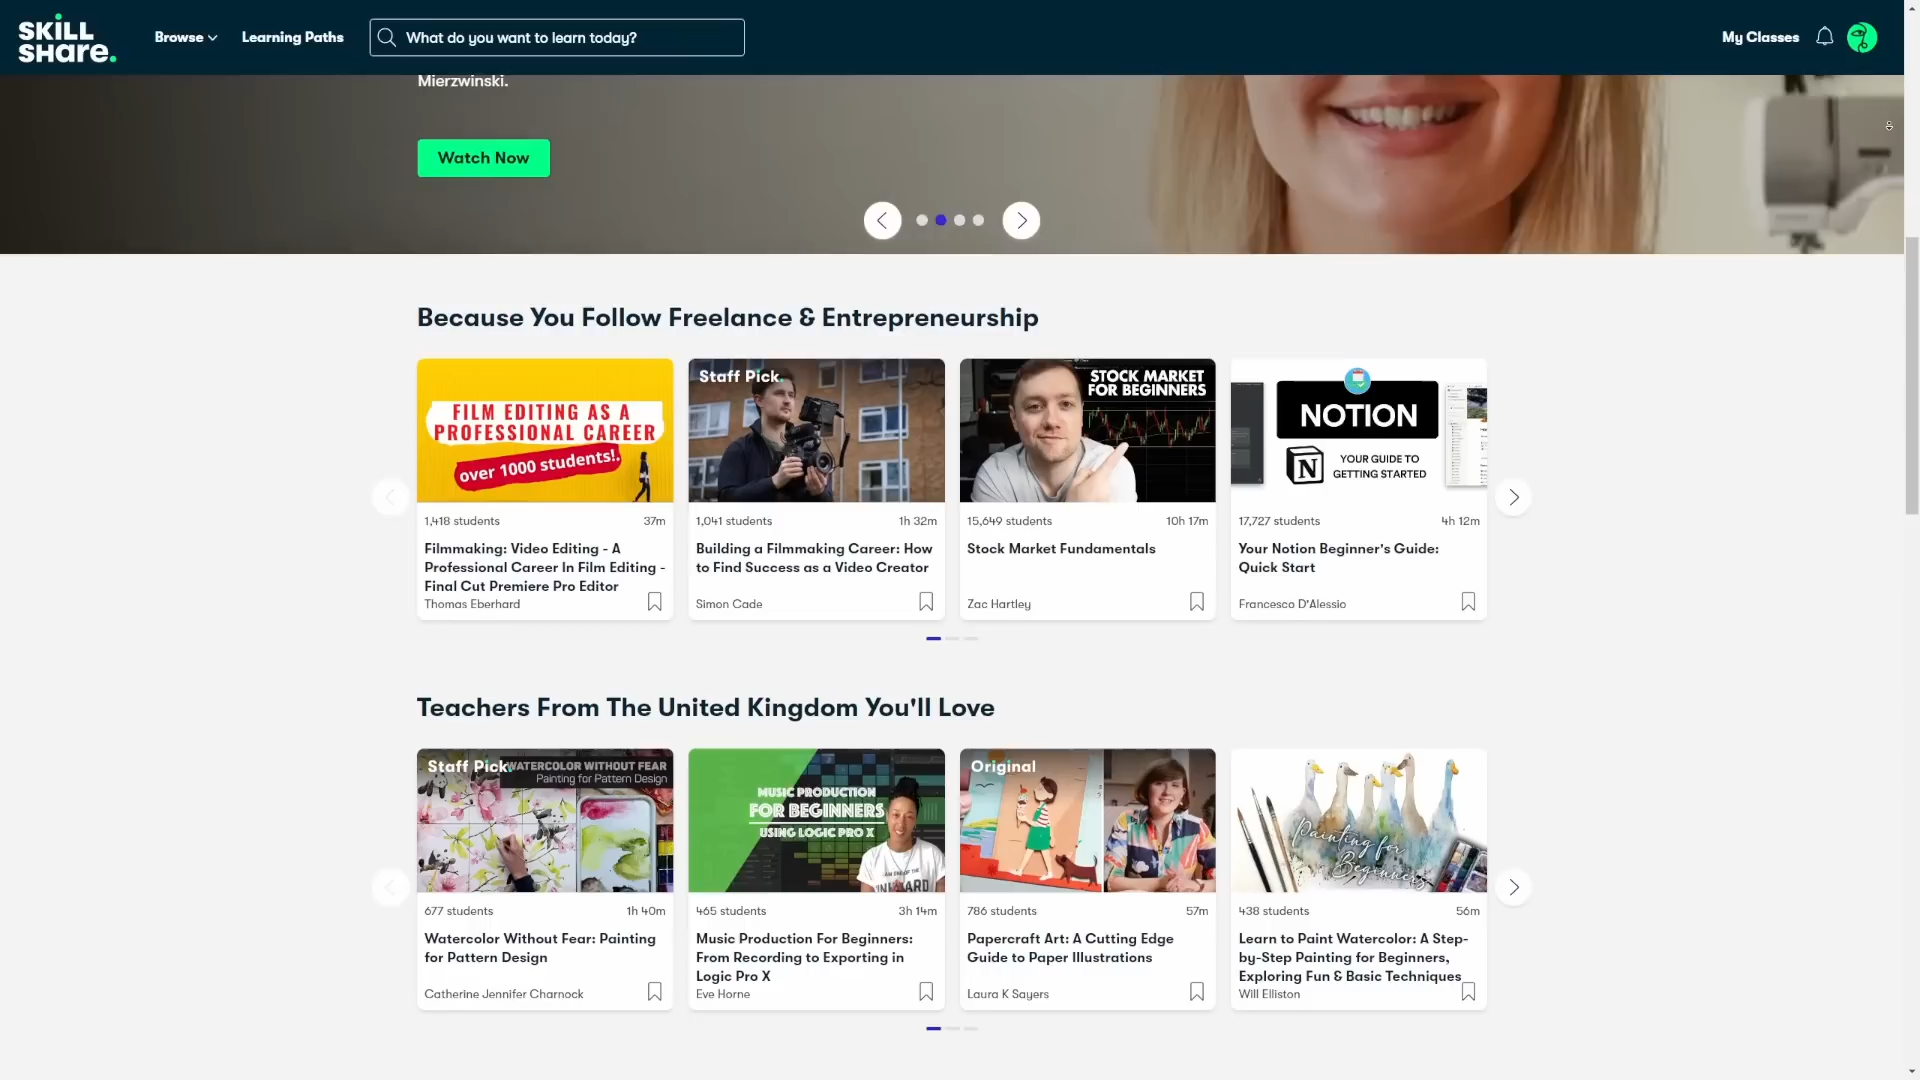 SKILL
SHare.
Browse
Learning Paths
What do you want to learn today?
My Classes
Mierzwinski.
Watch Now
Because You Follow Freelance & Entrepreneurship
FILM EDITING AS A
PROFESSIONAL CAREER
over 1000 students!.
1,418 students
37m
Filmmaking: Video Editing - A
Professional Career In Film Editing -
Final Cut Premiere Pro Editor
Thomas Eberhard
Staff Pick.
1,041 students
1h 32m
Building a Filmmaking Career: How
to Find Success as a Video Creator
Simon Cade
STOCK MARKET
FOR BEGINNERS
15,649 students
10h 17m
Stock Market Fundamentals
Zac Hartley
NOTION
N
YOUR GUIDE TO
GETTING STARTED
17,727 students
4h 12m
Your Notion Beginner's Guide:
Quick Start
Francesco D'Alessio
Teachers From The United Kingdom You'll Love
Staff Pick.
WATERCOLOR WITHOUT FEAR
Painting for Pattern Design
677 students
1h 40m
Watercolor Without Fear: Painting
for Pattern Design
Catherine Jennifer Charnock
MUSIC PRODUCTION
FOR BEGINNERS
USING LOGIC PRO X
465 students
3h 14m
Music Production For Beginners:
From Recording to Exporting in
Logic Pro X
Eve Horne
Original
786 students
57m
Papercraft Art: A Cutting Edge
Guide to Paper Illustrations
Laura K Sayers
Painting for
Beginners
438 students
56m
Learn to Paint Watercolor: A Step-
by-Step Painting for Beginners,
Exploring Fun & Basic Techniques
Will Elliston